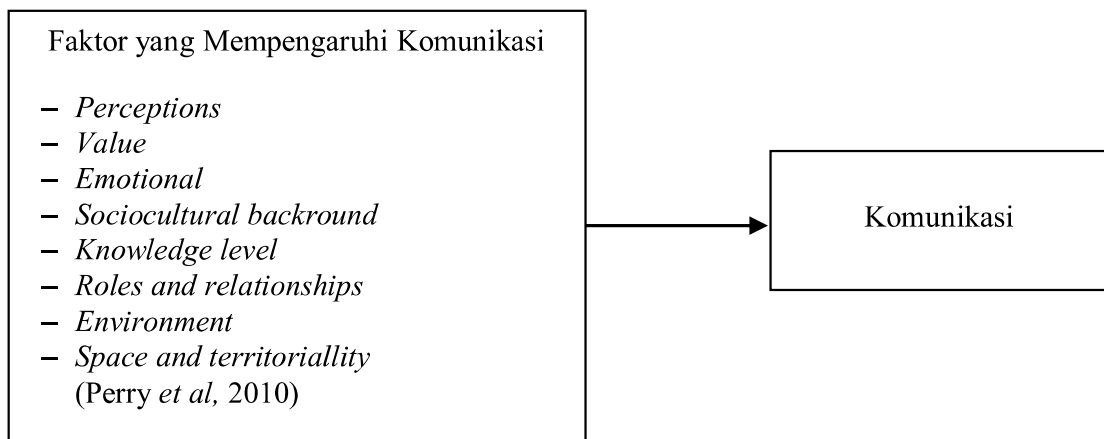 Faktor yang Mempengaruhi Komunikasi
– Perceptions
– Value
– Emotional
– Sociocultural backround
– Knowledge level
– Roles and relationships
– Environment
– Space and territoriallity
(Perry et al, 2010)
Komunikasi